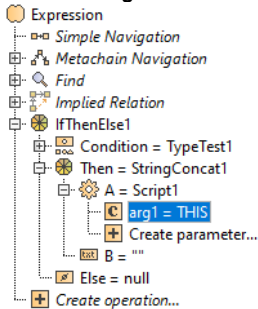 Expression
Simple Navigation
Metachain Navigation
Find
Implied Relation
IfThenElse1
Condition = TypeTest1
Then = StringConcat1
A = Script1
C arg1 = THIS
Create parameter...
txt B = ""
Else = null
Create operation...